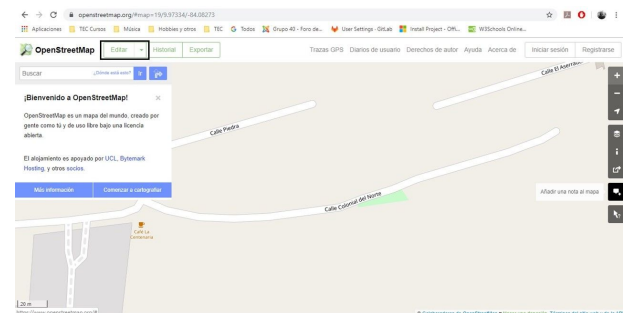 openstreetmap.org/#map=19/9.97334/-84.08273
Aplicaciones TEC Cursos Música Hobbies y otros TEC G Todos Grupo 40 - Foro de... User Settings · GitLab Install Project - Offi... W3Schools Online...
OpenStreetMap Editar Historial Exportar Trazas GPS Diarios de usuario Derechos de autor Ayuda Acerca de Iniciar sesión Registrarse
Buscar ¿Dónde está esto? Ir
¡Bienvenido a OpenStreetMap! ×
OpenStreetMap es un mapa del mundo, creado por
gente como tú y de uso libre bajo una licencia
abierta.
El alojamiento es apoyado por UCL, Bytemark
Hosting, y otros socios.
Más información Comenzar a cartografiar
Calle El
Calle Piedra
Calle Colonial del Norte
Añadir una nota al mapa
Café La
20 m